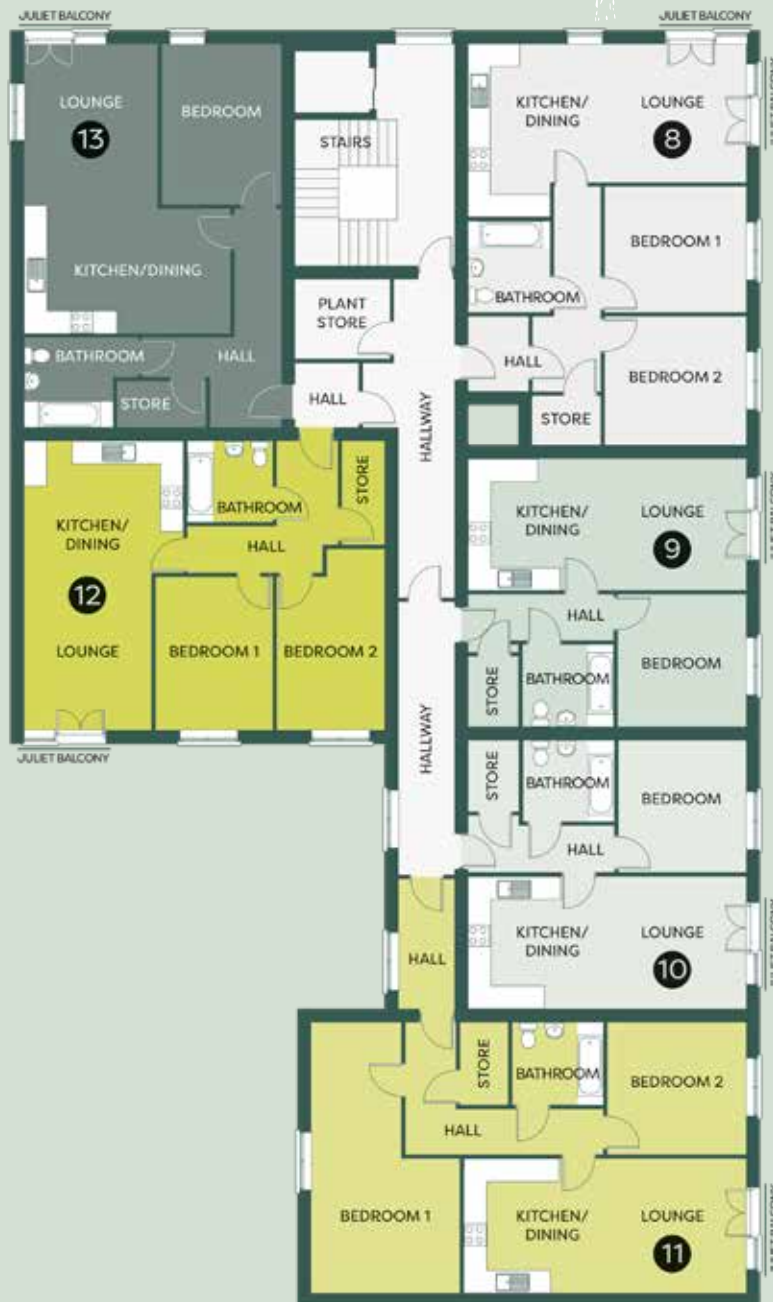 JULIET BALCONY
JULIET BALCONY
LOUNGE
13
BEDROOM
KITCHEN/DINING
BATHROOM
HALL
STORE
STAIRS
PLANT
STORE
HALL
HALLWAY
KITCHEN/
DINING
LOUNGE
8
BEDROOM 1
BATHROOM
HALL
BEDROOM 2
STORE
KITCHEN/
DINING
12
LOUNGE
BATHROOM
STORE
HALL
BEDROOM 1
BEDROOM 2
JULIET BALCONY
KITCHEN/
DINING
LOUNGE
9
HALL
STORE
BATHROOM
BEDROOM
HALLWAY
STORE
BATHROOM
BEDROOM
HALL
KITCHEN/
DINING
LOUNGE
10
HALL
STORE
BATHROOM
BEDROOM 2
HALL
BEDROOM 1
KITCHEN/
DINING
LOUNGE
11